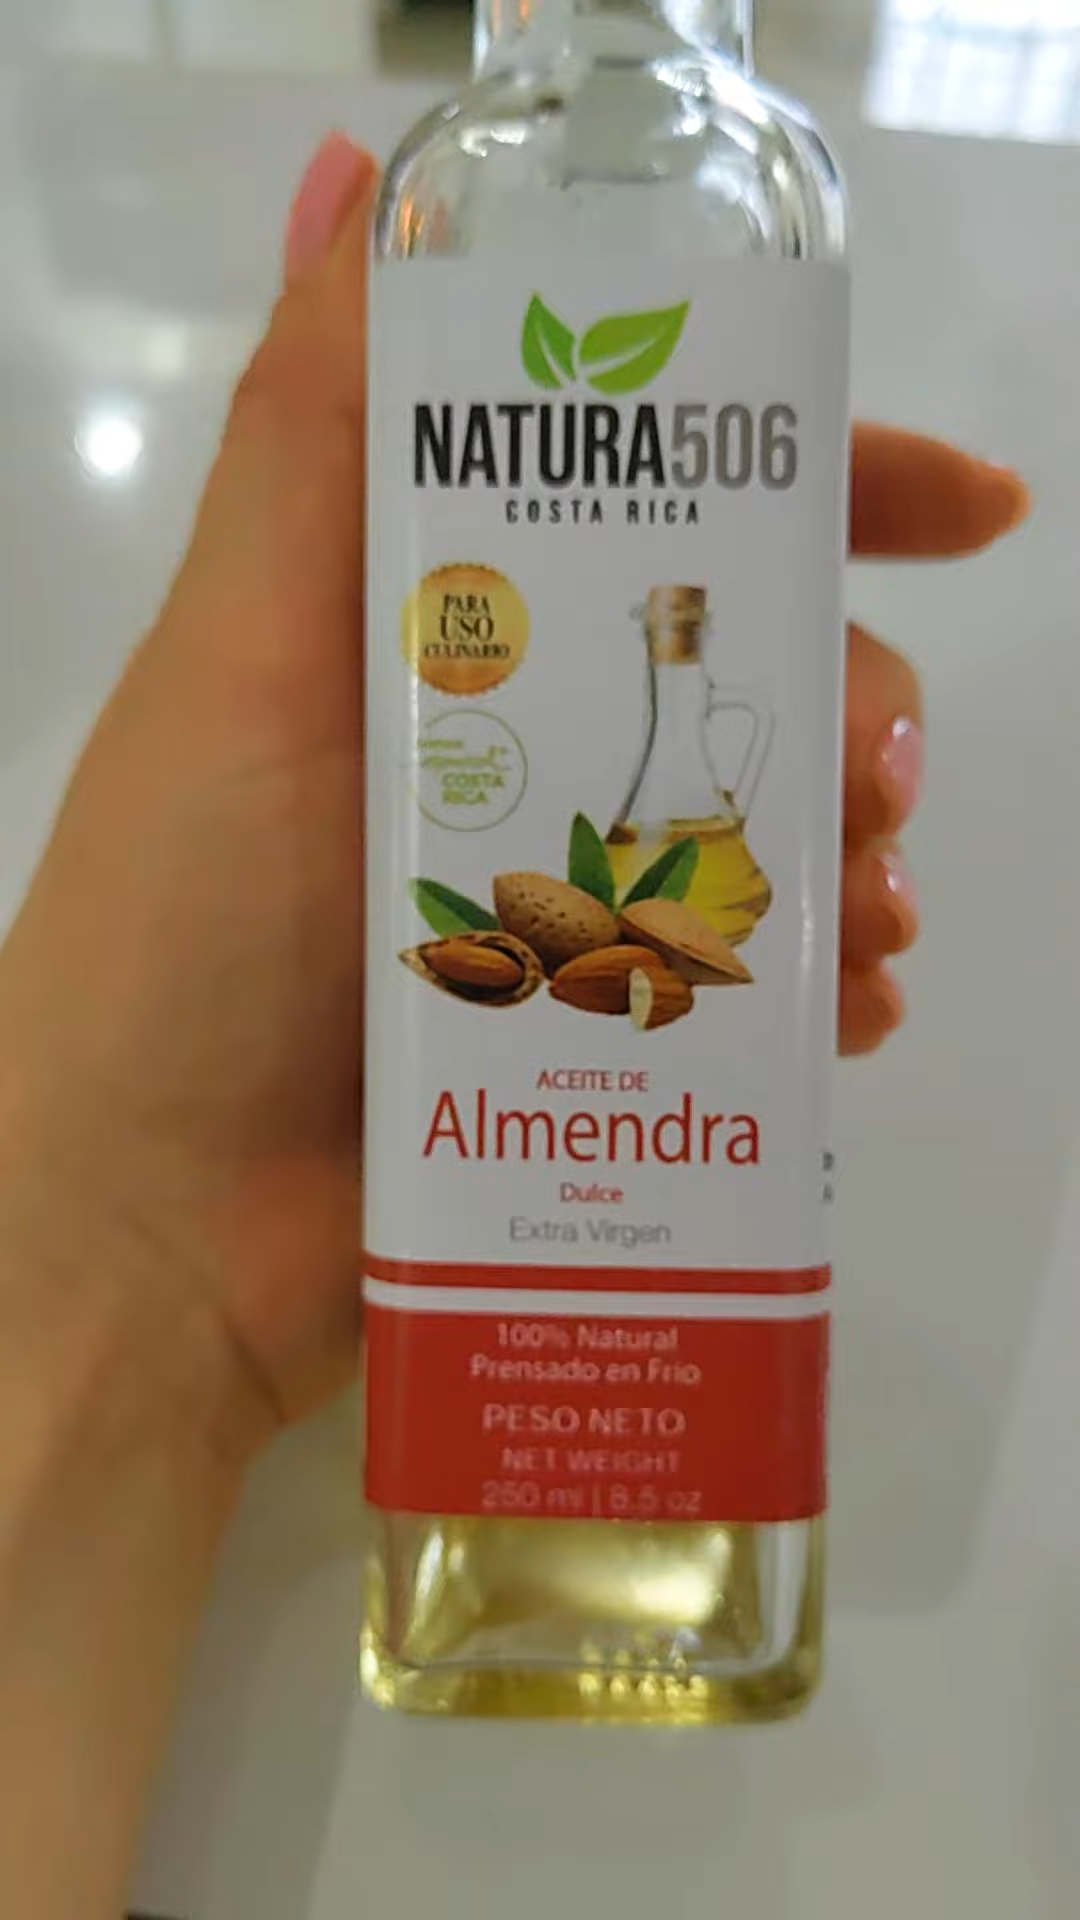 NATURA506
COSTA RICA
PARA
USO
CULINARIO
COSTA
RICA
ACEITE DE
Almendra
Dulce
Extra Virgen
100% Natural
Prensado en Frío
PESO NETO
NET WEIGHT
250 ml | 8.5 oz